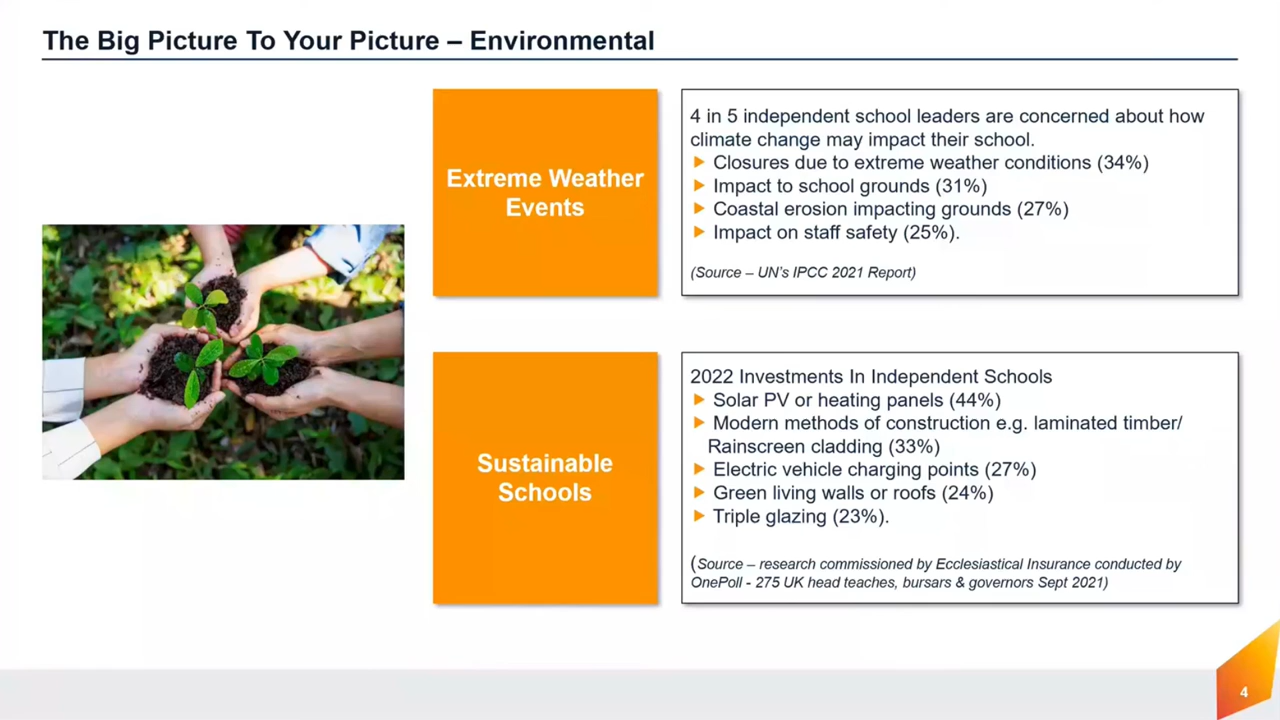 The Big Picture To Your Picture – Environmental
Extreme Weather
Events
4 in 5 independent school leaders are concerned about how
climate change may impact their school.
Closures due to extreme weather conditions (34%)
Impact to school grounds (31%)
Coastal erosion impacting grounds (27%)
Impact on staff safety (25%).
(Source – UN's IPCC 2021 Report)
Sustainable
Schools
2022 Investments In Independent Schools
Solar PV or heating panels (44%)
Modern methods of construction e.g. laminated timber/
Rainscreen cladding (33%)
Electric vehicle charging points (27%)
Green living walls or roofs (24%)
Triple glazing (23%).
(Source – research commissioned by Ecclesiastical Insurance conducted by
OnePoll - 275 UK head teaches, bursars & governors Sept 2021)
4